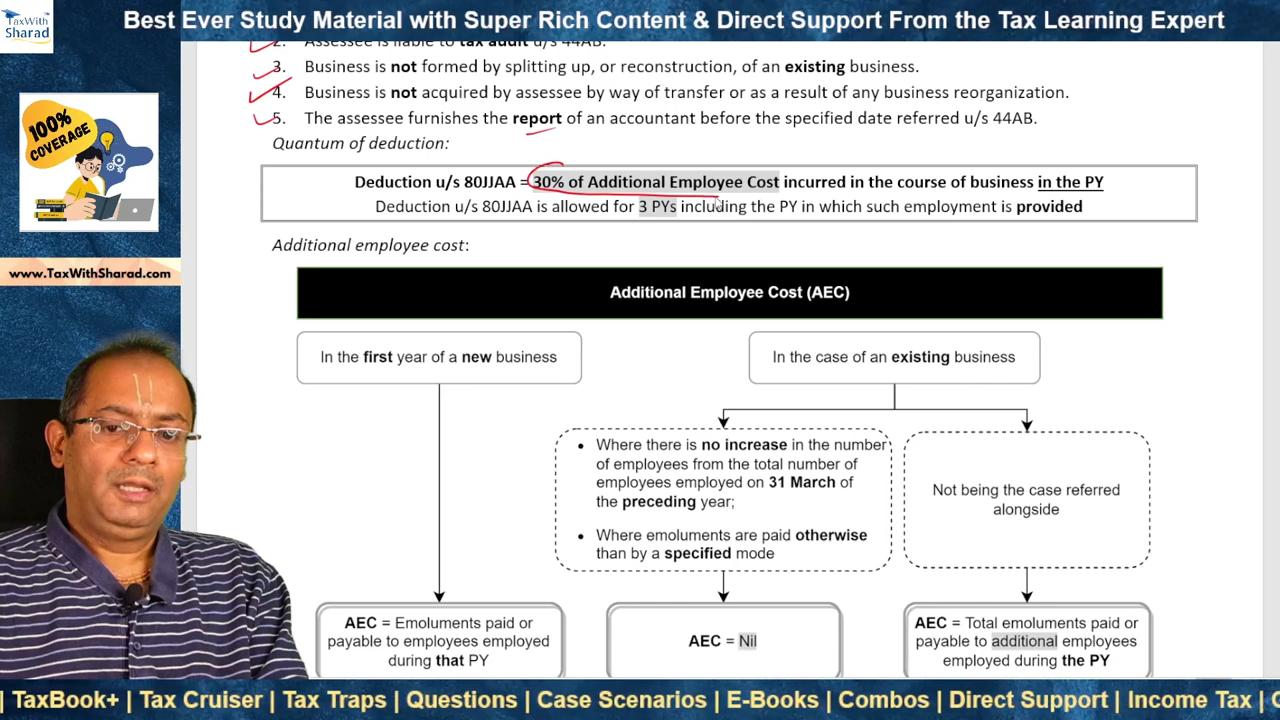 TaxWith
Sharad
Best Ever Study Material with Super Rich Content & Direct Support From the Tax Learning Expert
2. Assessee is liable to tax audit u/s 44AB.
3. Business is not formed by splitting up, or reconstruction, of an existing business.
4. Business is not acquired by assessee by way of transfer or as a result of any business reorganization.
5. The assessee furnishes the report of an accountant before the specified date referred u/s 44AB.
100%
COVERAGE
www.TaxWithSharad.com
Quantum of deduction:
Deduction u/s 80JJAA = 30% of Additional Employee Cost incurred in the course of business in the PY
Deduction u/s 80JJAA is allowed for 3 PYs including the PY in which such employment is provided
Additional employee cost:
Additional Employee Cost (AEC)
In the first year of a new business
In the case of an existing business
• Where there is no increase in the number
of employees from the total number of
employees employed on 31 March of
the preceding year;
• Where emoluments are paid otherwise
than by a specified mode
Not being the case referred
alongside
AEC = Emoluments paid or
payable to employees employed
during that PY
AEC = Nil
AEC = Total emoluments paid or
payable to additional employees
employed during the PY
| TaxBook+ | Tax Cruiser | Tax Traps | Questions | Case Scenarios | E-Books | Combos | Direct Support | Income Tax |